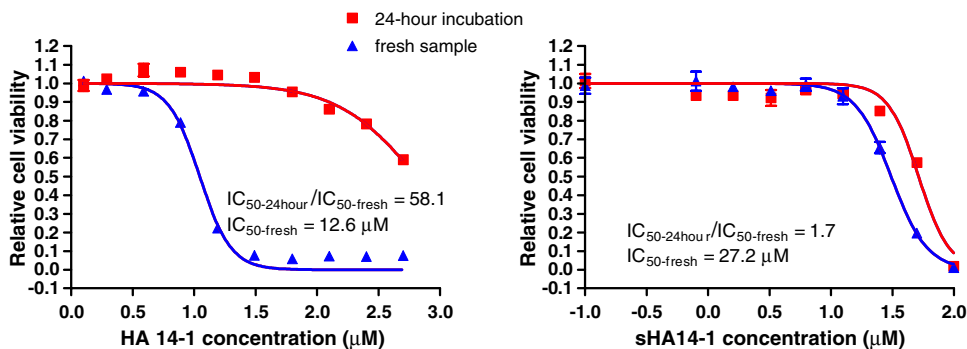 24-hour incubation
fresh sample
1.2
1.1
1.0
0.9
0.8
0.7
0.6
0.5
0.4
0.3
0.2
0.1
0.0
-0.1
Relative cell viability
IC50-24hour/IC50-fresh = 58.1
IC50-fresh = 12.6 μM
0.0 0.5 1.0 1.5 2.0 2.5 3.0
HA 14-1 concentration (μM)
1.2
1.1
1.0
0.9
0.8
0.7
0.6
0.5
0.4
0.3
0.2
0.1
0.0
-0.1
Relative cell viability
IC50-24hour/IC50-fresh = 1.7
IC50-fresh = 27.2 μM
-1.0 -0.5 0.0 0.5 1.0 1.5 2.0
sHA14-1 concentration (μM)